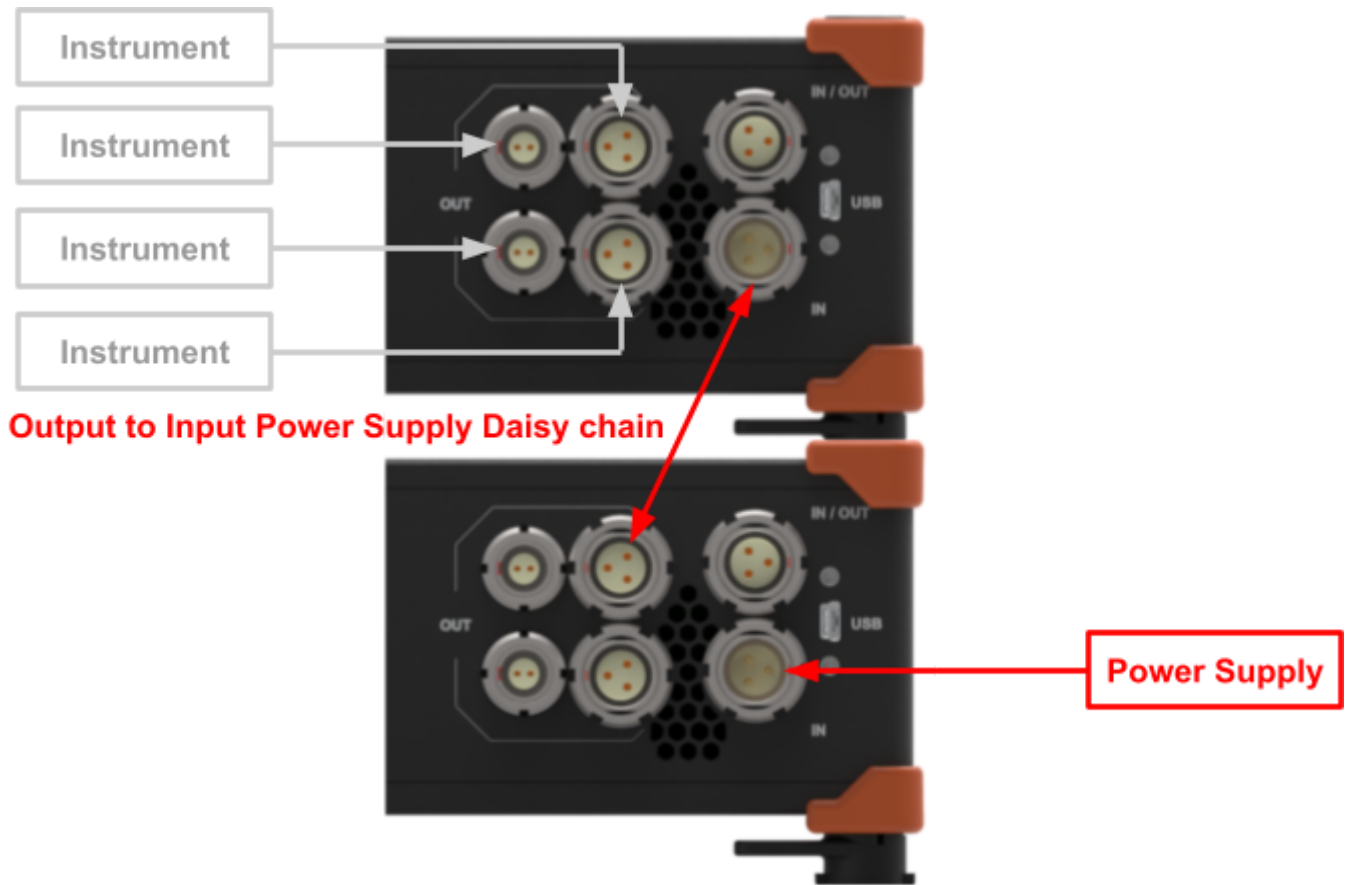 Instrument
IN / OUT
Instrument
OUT
USB
Instrument
IN
Instrument
Output to Input Power Supply Daisy chain
IN / OUT
OUT
USB
Power Supply
IN